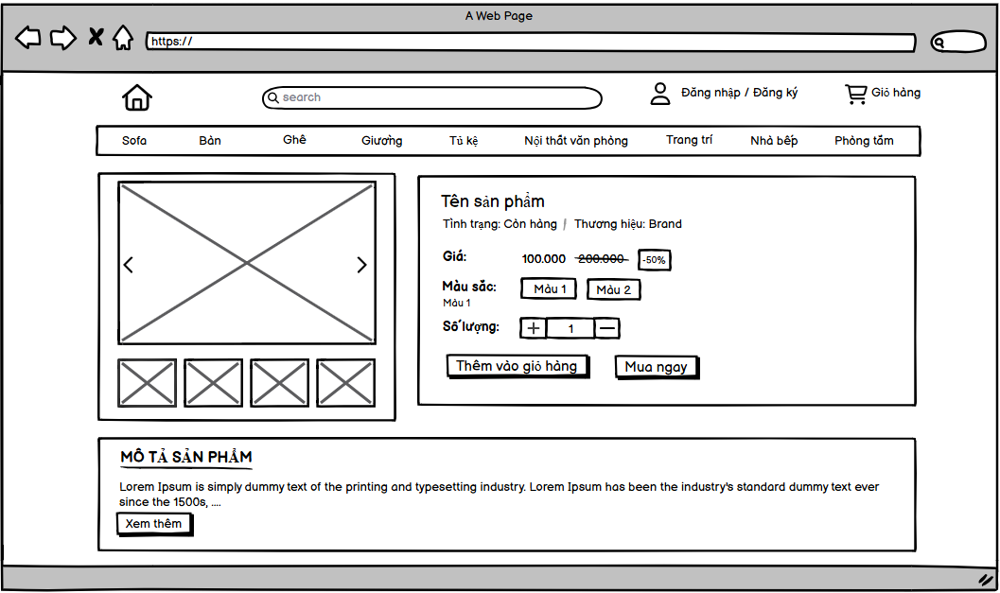 A Web Page
https://
search
Đăng nhập / Đăng ký
Giỏ hàng
Sofa Bàn Ghê Giường Tủ kệ Nội thất văn phòng Trang trí Nhà bếp Phòng tắm
Tên sản phẩm
Tình trạng: Còn hàng | Thương hiệu: Brand
Giá: 100.000 200.000 -50%
Màu sắc: Màu 1 Màu 2
Màu 1
Số lượng: + 1 —
Thêm vào giỏ hàng Mua ngay
MÔ TẢ SẢN PHẨM
Lorem Ipsum is simply dummy text of the printing and typesetting industry. Lorem Ipsum has been the industry's standard dummy text ever
since the 1500s, ....
Xem thêm